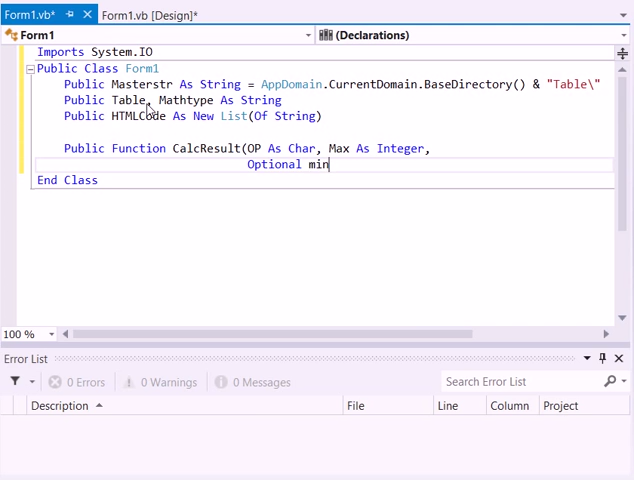 Form1.vb* Form1.vb [Design]*
Form1 (Declarations)
Imports System.IO
Public Class Form1
Public Masterstr As String = AppDomain.CurrentDomain.BaseDirectory() & "Table\"
Public Table, Mathtype As String
Public HTMLCode As New List(Of String)
Public Function CalcResult(OP As Char, Max As Integer,
Optional min
End Class
100 %
Error List
0 Errors 0 Warnings 0 Messages Search Error List
Description File Line Column Project